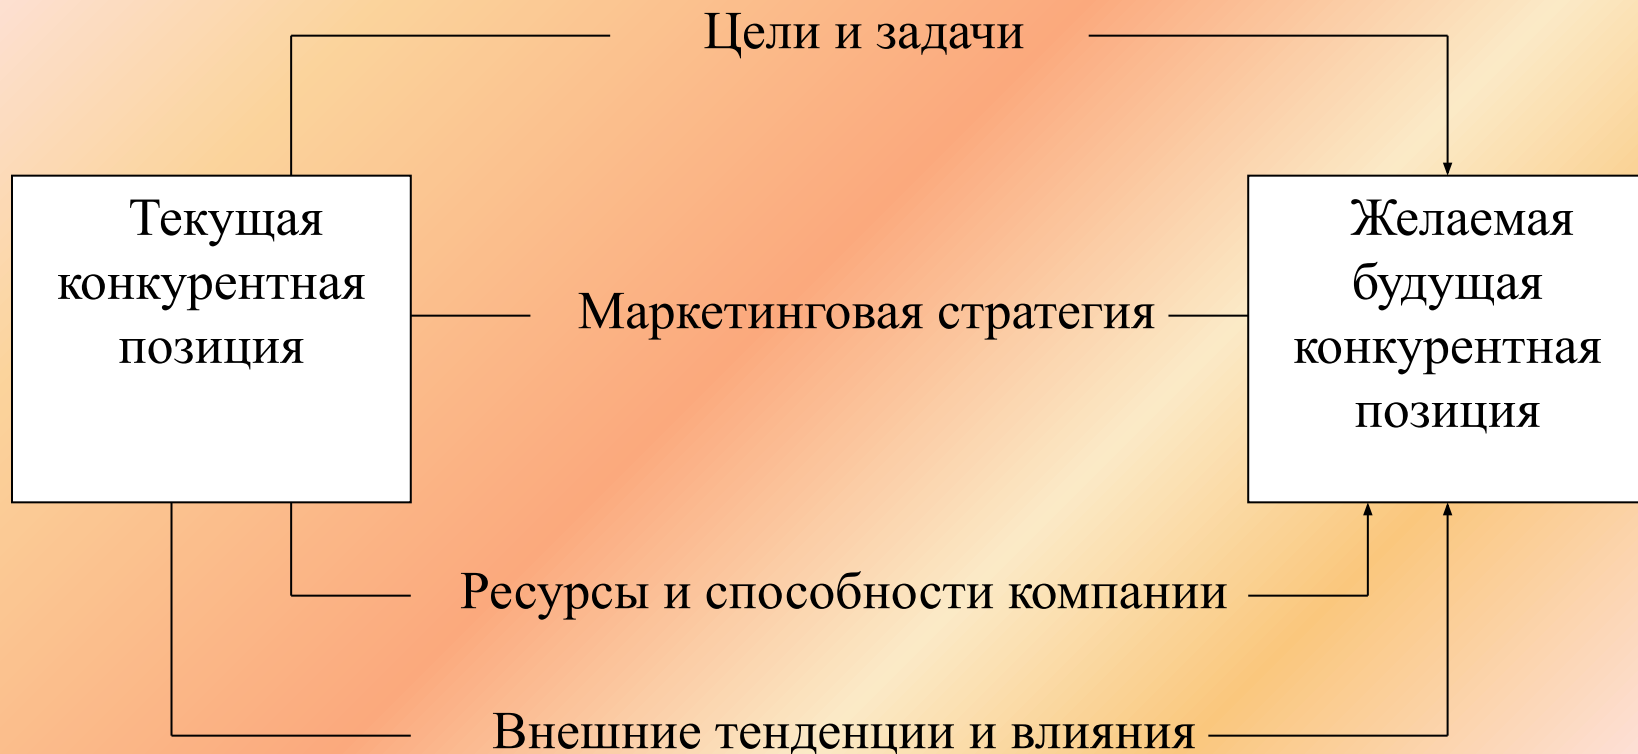 Цели и задачи
Текущая
конкурентная
позиция
Маркетинговая стратегия
Желаемая
будущая
конкурентная
позиция
Ресурсы и способности компании
Внешние тенденции и влияния